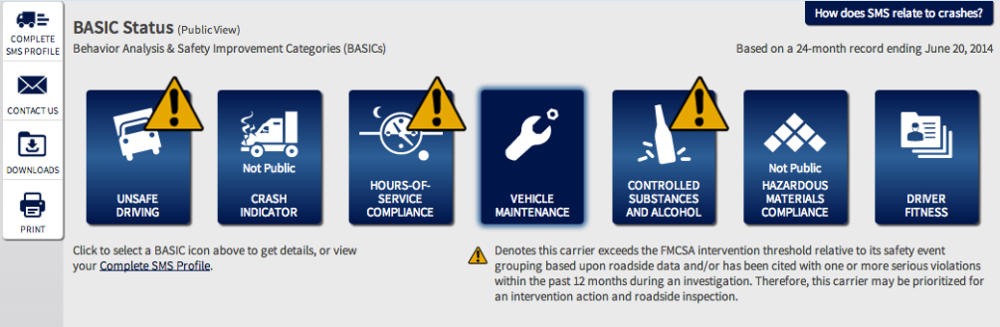 How does SMS relate to crashes?
COMPLETE
SMS PROFILE
CONTACT US
DOWNLOADS
PRINT
BASIC Status (Public View)
Behavior Analysis & Safety Improvement Categories (BASICs)
Based on a 24-month record ending June 20, 2014
UNSAFE
DRIVING
Not Public
CRASH
INDICATOR
HOURS-OF-
SERVICE
COMPLIANCE
VEHICLE
MAINTENANCE
CONTROLLED
SUBSTANCES
AND ALCOHOL
Not Public
HAZARDOUS
MATERIALS
COMPLIANCE
DRIVER
FITNESS
Click to select a BASIC icon above to get details, or view
your Complete SMS Profile.
Denotes this carrier exceeds the FMCSA intervention threshold relative to its safety event
grouping based upon roadside data and/or has been cited with one or more serious violations
within the past 12 months during an investigation. Therefore, this carrier may be prioritized for
an intervention action and roadside inspection.